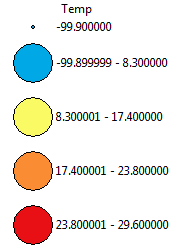 Temp
-99.900000
-99.899999 - 8.300000
8.300001 - 17.400000
17.400001 - 23.800000
23.800001 - 29.600000